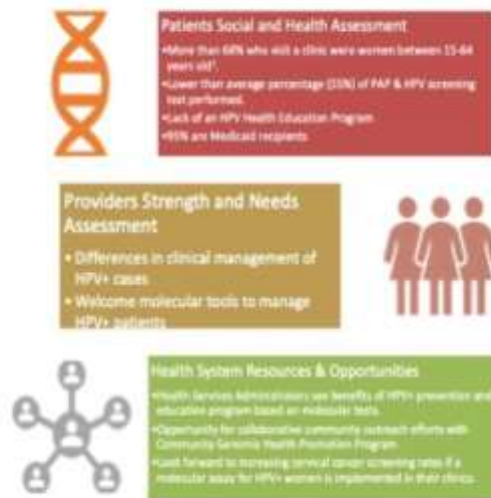 Patients Social and Health Assessment
•More than 68% who visit a clinic were women between 15-64
years old¹.
•Lower than average percentage (55%) of PAP & HPV screening
test performed.
•Lack of an HPV Health Education Program
•95% are Medicaid recipients
Providers Strength and Needs
Assessment
• Differences in clinical management of
HPV+ cases
• Welcome molecular tools to manage
HPV+ patients
Health System Resources & Opportunities
•Health Services Administrators see benefits of HPV+ prevention and
education program based on molecular tests.
•Opportunity for collaborative community outreach efforts with
Community Genomic Health Promotion Program
•Look forward to increasing cervical cancer screening rates if a
molecular assay for HPV+ women is implemented in their clinics.